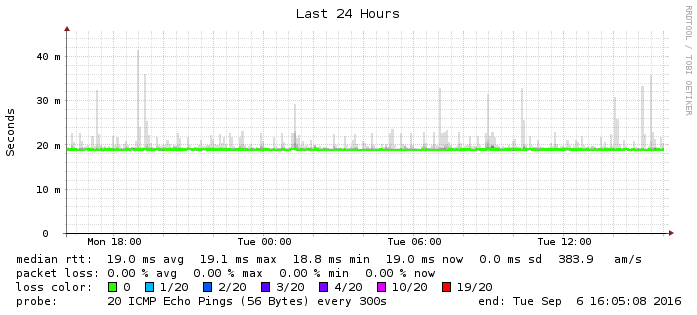 Last 24 Hours
RRDTOOL / TOBI OETIKER
Seconds
40 m
30 m
20 m
10 m
0
Mon 18:00 Tue 00:00 Tue 06:00 Tue 12:00
median rtt: 19.0 ms avg 19.1 ms max 18.8 ms min 19.0 ms now 0.0 ms sd 383.9 am/s
packet loss: 0.00 % avg 0.00 % max 0.00 % min 0.00 % now
loss color: 0 1/20 2/20 3/20 4/20 10/20 19/20
probe: 20 ICMP Echo Pings (56 Bytes) every 300s end: Tue Sep 6 16:05:08 2016